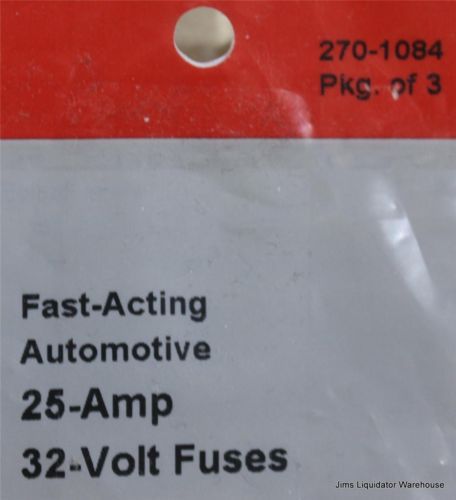 270-1084
Pkg. of 3
Fast-Acting
Automotive
25-Amp
32-Volt Fuses
Jims Liquidator Warehouse